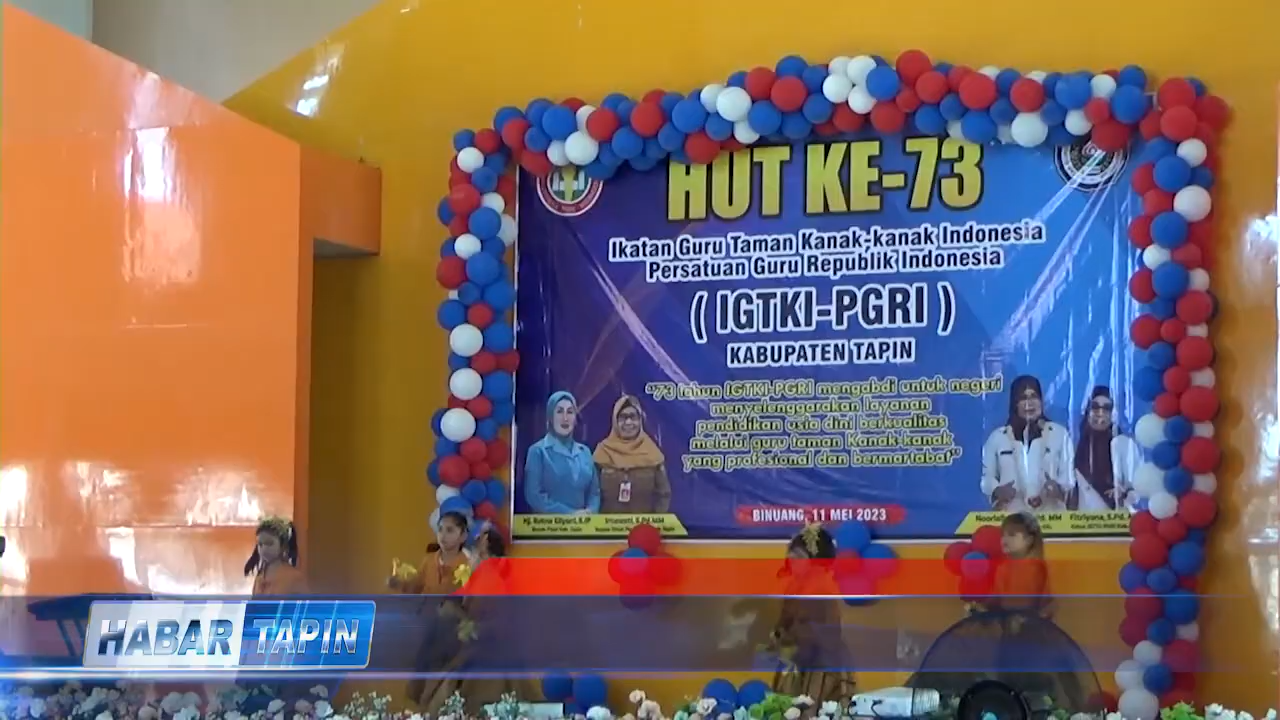 HUT KE-73
Ikatan Guru Taman Kanak-kanak Indonesia
Persatuan Guru Republik Indonesia
( IGTKI-PGRI )
KABUPATEN TAPIN
"73 tahun IGTKI-PGRI mengabdi untuk negeri
menyelenggarakan layanan
pendidikan usia dini berkualitas
melalui guru taman Kanak-kanak
yang profesional dan bermartabat"
BINUANG, 11 MEI 2023
Fitriyana, S.Pd.
HABAR TAPIN